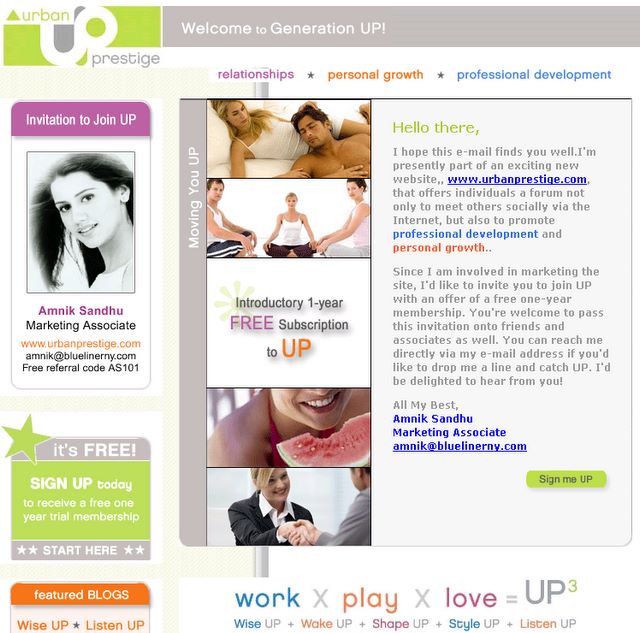 urban
UP
prestige
Welcome to Generation UP!
relationships ★ personal growth ★ professional development
Invitation to Join UP
Amnik Sandhu
Marketing Associate
www.urbanprestige.com
amnik@bluelinerny.com
Free referral code AS101
it's FREE!
SIGN UP today
to receive a free one
year trial membership
★★ START HERE ★★
featured BLOGS
Wise UP ★ Listen UP
Moving You UP
Introductory 1-year
FREE Subscription
to UP
Hello there,
I hope this e-mail finds you well.I'm
presently part of an exciting new
website,, www.urbanprestige.com,
that offers individuals a forum not
only to meet others socially via the
Internet, but also to promote
professional development and
personal growth..
Since I am involved in marketing the
site, I'd like to invite you to join UP
with an offer of a free one-year
membership. You're welcome to pass
this invitation onto friends and
associates as well. You can reach me
directly via my e-mail address if you'd
like to drop me a line and catch UP. I'd
be delighted to hear from you!
All My Best,
Amnik Sandhu
Marketing Associate
amnik@bluelinerny.com
Sign me UP
work X play X love = UP³
Wise UP + Wake UP + Shape UP + Style UP + Listen UP